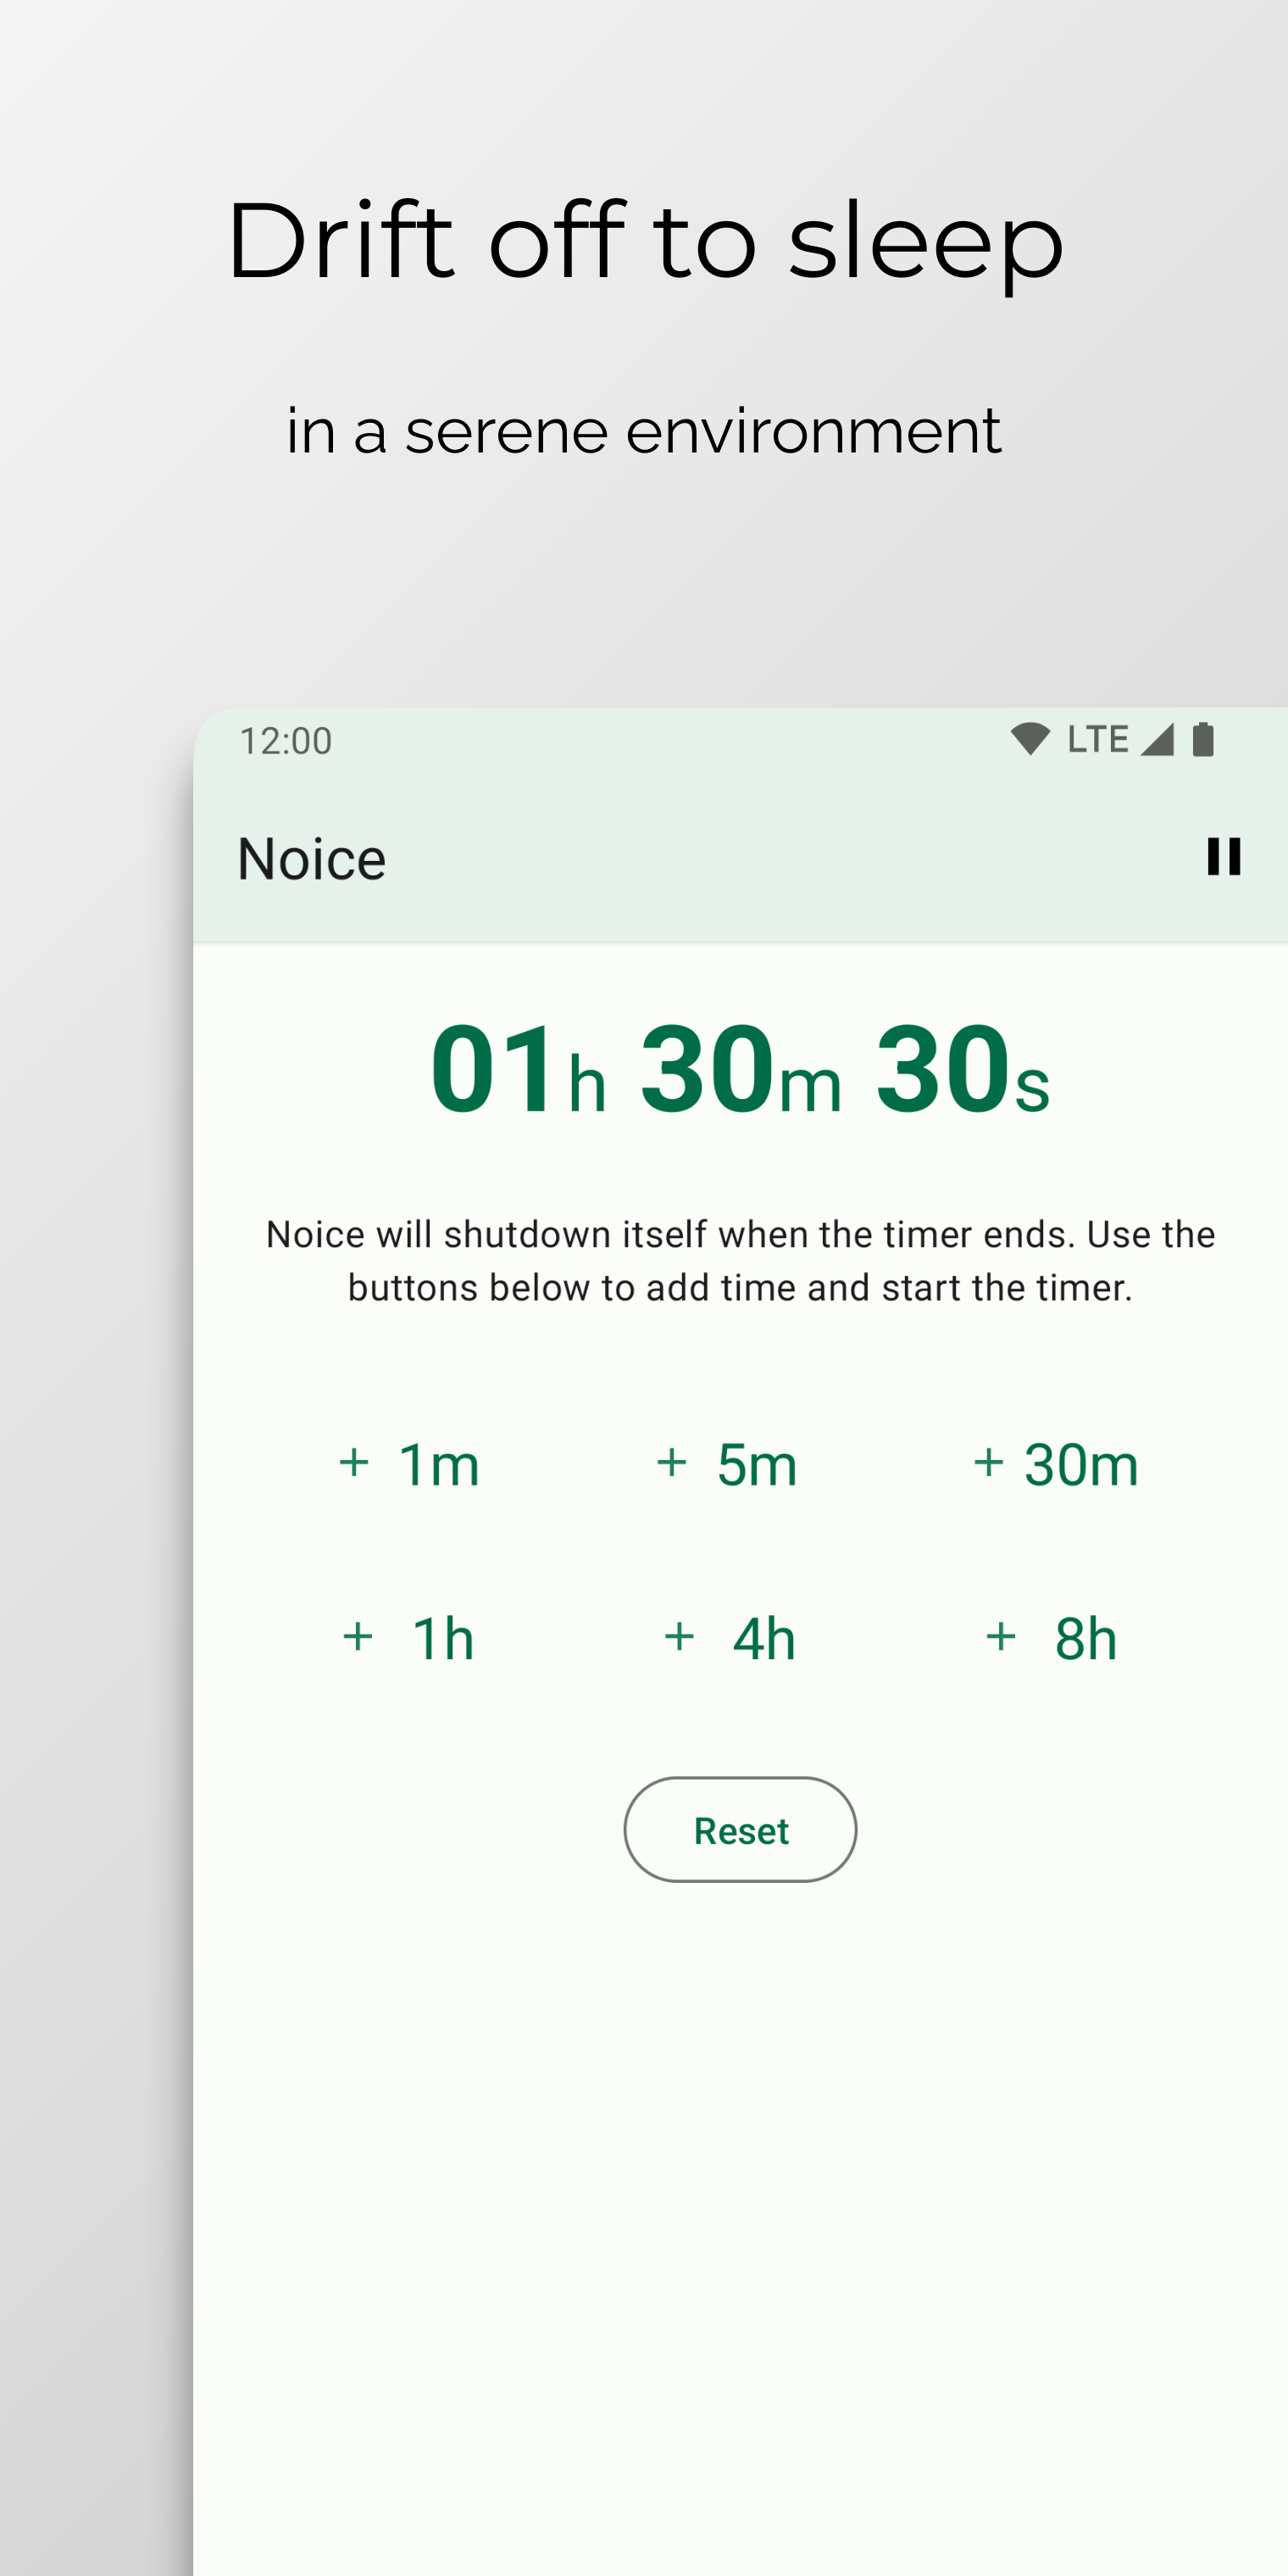 Drift off to sleep
in a serene environment
12:00 LTE
Noice
01h 30m 30s
Noice will shutdown itself when the timer ends. Use the
buttons below to add time and start the timer.
+ 1m + 5m + 30m
+ 1h + 4h + 8h
Reset